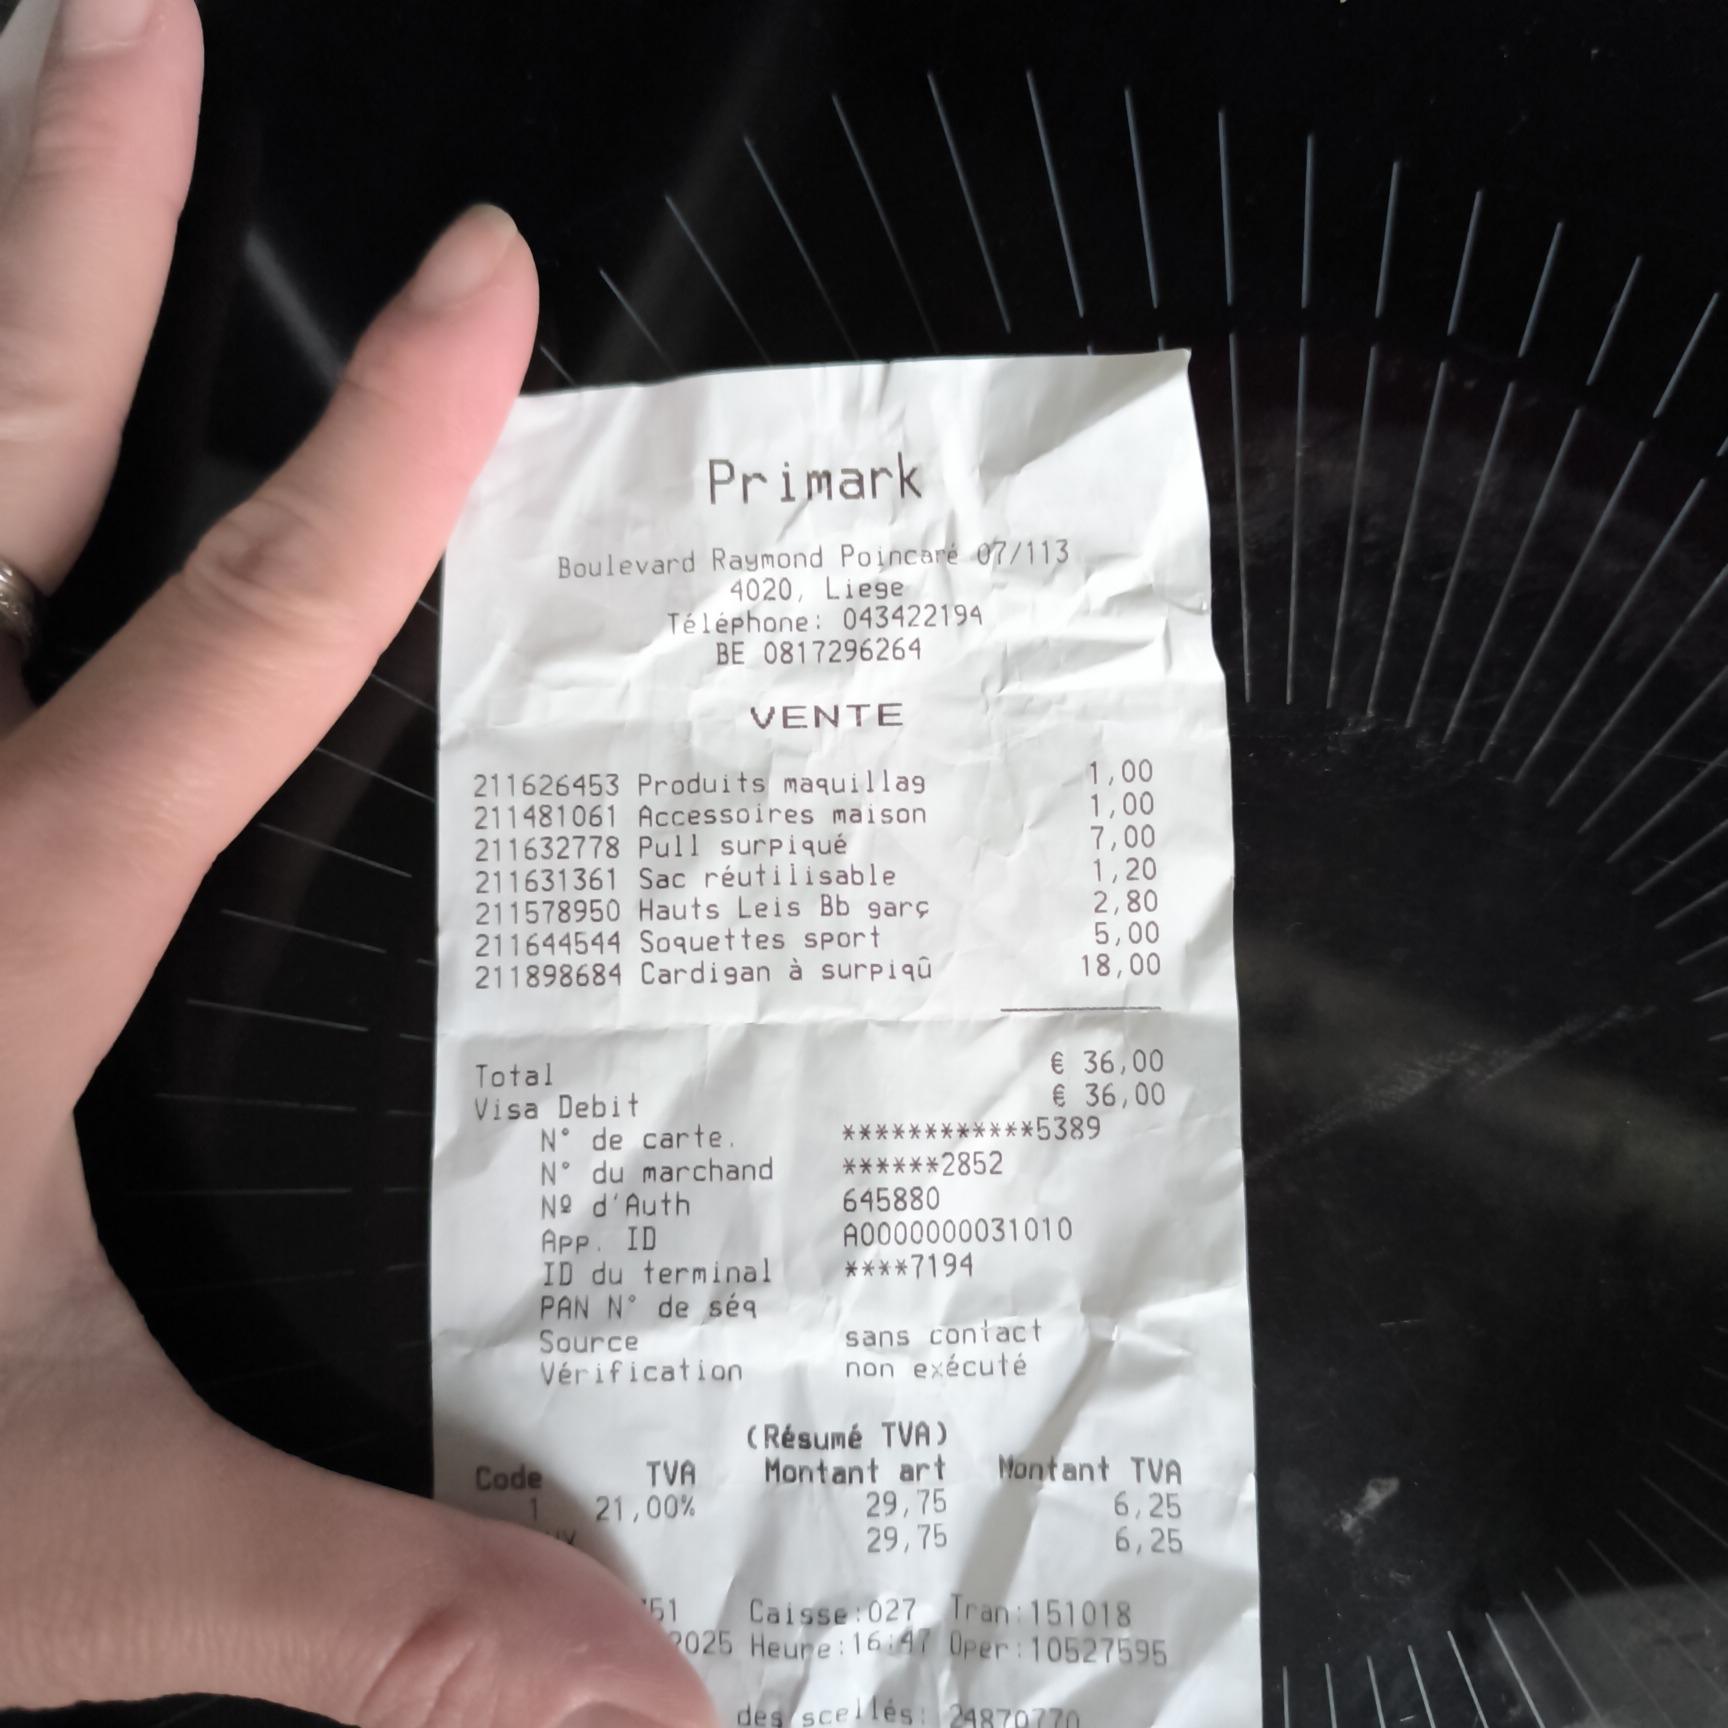 Primark
Boulevard Raymond Poincaré 07/113
4020, Liege
Téléphone: 043422194
BE 0817296264
VENTE
211626453 Produits maquillag 1,00
211481061 Accessoires maison 1,00
211632778 Pull surpiqué 7,00
211631361 Sac réutilisable 1,20
211578950 Hauts Leis Bb garç 2,80
211644544 Soquettes sport 5,00
211898684 Cardigan à surpiqû 18,00
Total € 36,00
Visa Debit € 36,00
N° de carte. ************5389
N° du marchand ******2852
Nº d'Auth 645880
App. ID A0000000031010
ID du terminal ****7194
PAN N° de séq
Source sans contact
Vérification non exécuté
(Résumé TVA)
Code TVA Montant art Montant TVA
1 21,00% 29,75 6,25
29,75 6,25
51 Caisse:027 Tran:151018
2025 Heure:16:47 Oper:10527595
des scellés: 24870770